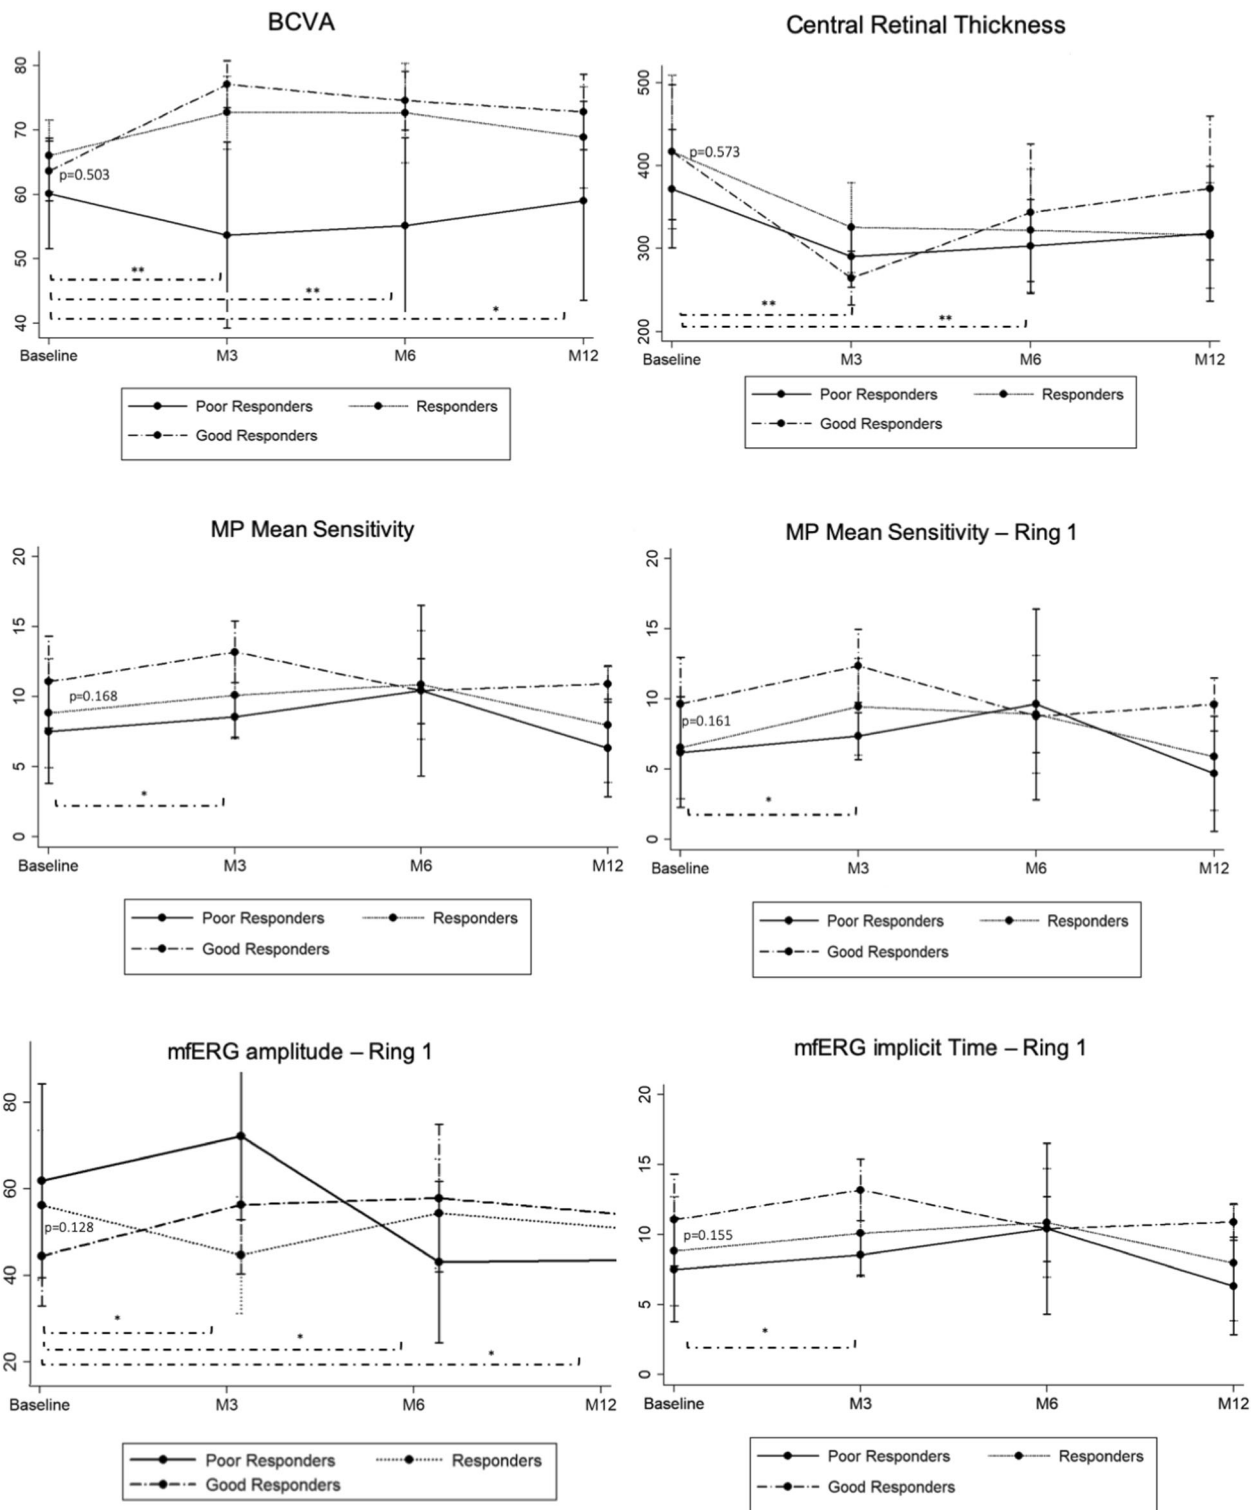 BCVA
80
70
60
50
40
p=0.503
**
**
*
Baseline M3 M6 M12
Poor Responders Responders
Good Responders
Central Retinal Thickness
500
400
300
200
p=0.573
**
**
Baseline M3 M6 M12
Poor Responders Responders
Good Responders
MP Mean Sensitivity
20
15
10
5
0
p=0.168
*
Baseline M3 M6 M12
Poor Responders Responders
Good Responders
MP Mean Sensitivity – Ring 1
20
15
10
5
0
p=0.161
*
Baseline M3 M6 M12
Poor Responders Responders
Good Responders
mfERG amplitude – Ring 1
80
60
40
20
p=0.128
*
*
*
Baseline M3 M6 M12
Poor Responders Responders
Good Responders
mfERG implicit Time – Ring 1
20
15
10
5
0
p=0.155
*
Baseline M3 M6 M12
Poor Responders Responders
Good Responders